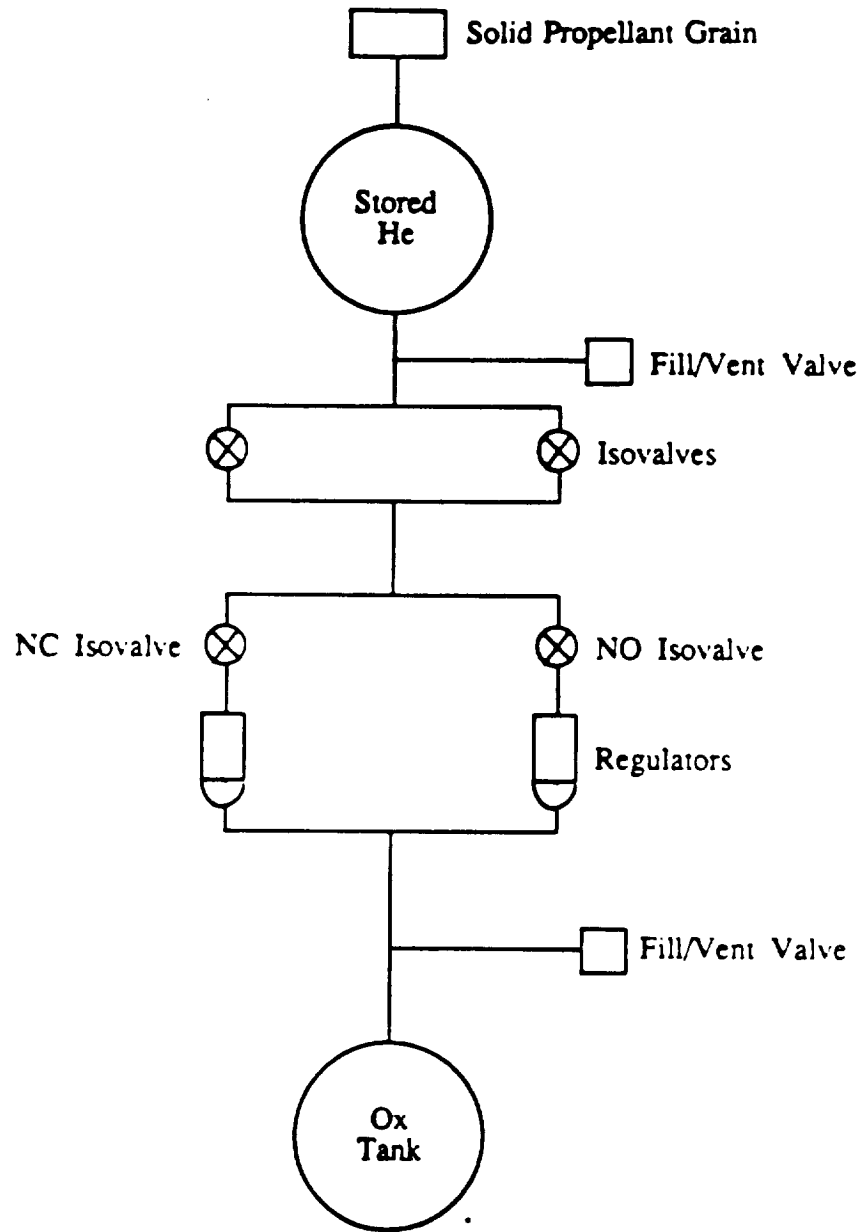 Solid Propellant Grain
Stored
He
Fill/Vent Valve
Isovalves
NC Isovalve
NO Isovalve
Regulators
Fill/Vent Valve
Ox
Tank